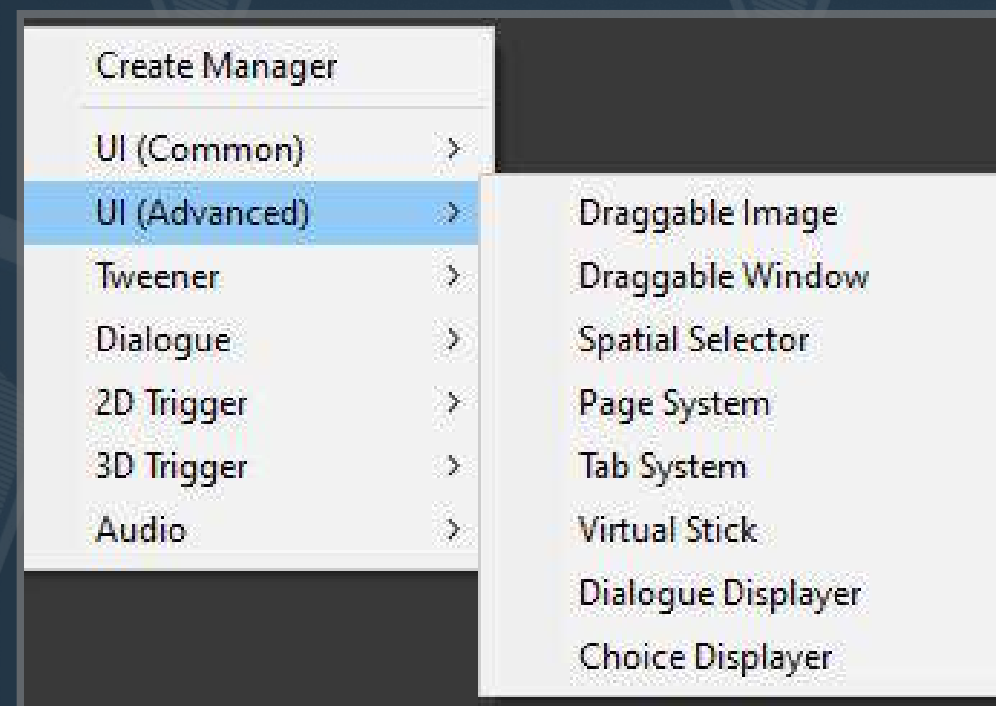 Create Manager
UI (Common)
UI (Advanced)
Tweener
Dialogue
2D Trigger
3D Trigger
Audio
Draggable Image
Draggable Window
Spatial Selector
Page System
Tab System
Virtual Stick
Dialogue Displayer
Choice Displayer